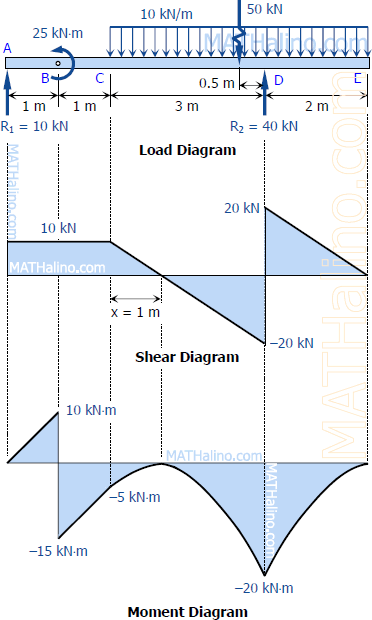 50 kN
10 kN/m
MATHalino.com
25 kN·m
A
B
C
D
E
0.5 m
1 m
1 m
3 m
2 m
R₁ = 10 kN
R₂ = 40 kN
Load Diagram
MATHalino.com
MATHalino.com
20 kN
10 kN
MATHalino.com
x = 1 m
−20 kN
Shear Diagram
10 kN·m
MATHalino.com
MATHalino.com
−5 kN·m
−15 kN·m
−20 kN·m
Moment Diagram